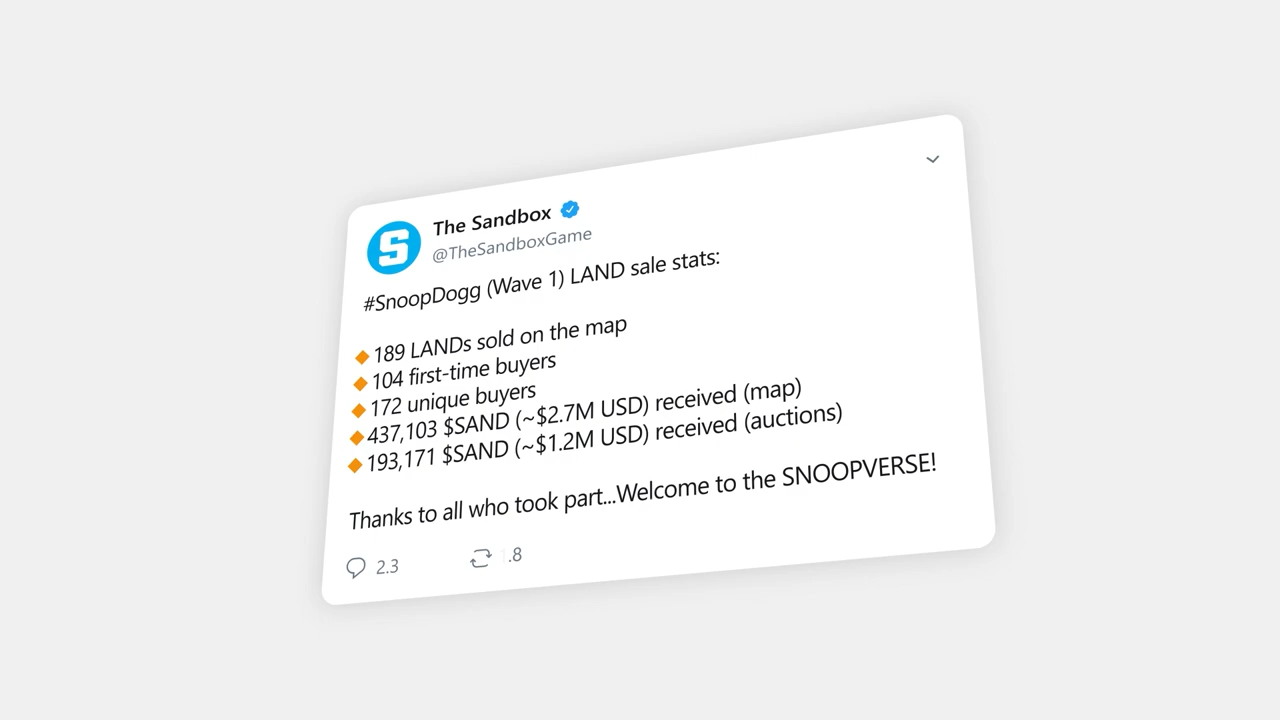 The Sandbox
@TheSandboxGame
#SnoopDogg (Wave 1) LAND sale stats:
189 LANDs sold on the map
104 first-time buyers
172 unique buyers
437,103 $SAND (~$2.7M USD) received (map)
193,171 $SAND (~$1.2M USD) received (auctions)
Thanks to all who took part...Welcome to the SNOOPVERSE!
2.3 .8